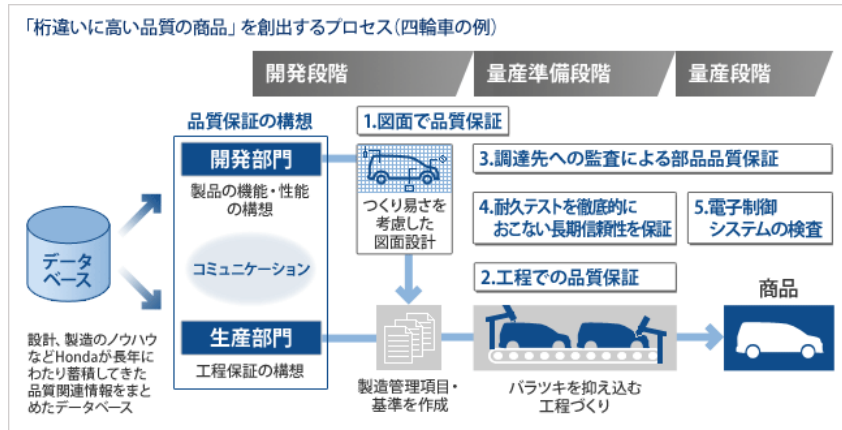 「桁違いに高い品質の商品」を創出するプロセス(四輪車の例)
開発段階
量産準備段階
量産段階
品質保証の構想
開発部門
製品の機能・性能
の構想
コミュニケーション
生産部門
工程保証の構想
データ
ベース
設計、製造のノウハウ
などHondaが長年に
わたり蓄積してきた
品質関連情報をまと
めたデータベース
1.図面で品質保証
つくり易さを
考慮した
図面設計
製造管理項目・
基準を作成
3.調達先への監査による部品品質保証
4.耐久テストを徹底的に
おこない長期信頼性を保証
5.電子制御
システムの検査
2.工程での品質保証
バラツキを抑え込む
工程づくり
商品